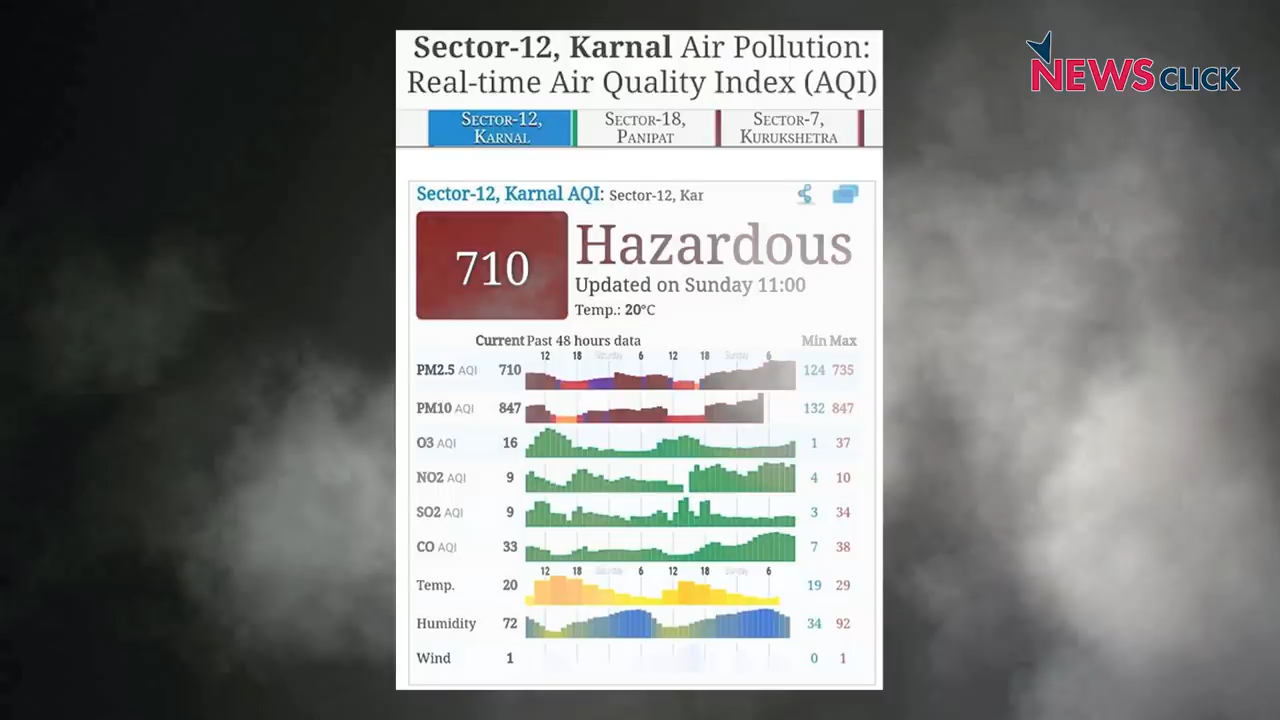 Sector-12, Karnal Air Pollution:
Real-time Air Quality Index (AQI)
NEWSCLICK
SECTOR-12, KARNAL
SECTOR-18, PANIPAT
SECTOR-7, KURUKSHETRA
Sector-12, Karnal AQI: Sector-12, Kar
710
Hazardous
Updated on Sunday 11:00
Temp.: 20°C
Current Past 48 hours data Min Max
12 18 6 12 18 6
PM2.5 AQI 710 124 735
PM10 AQI 847 132 847
O3 AQI 16 1 37
NO2 AQI 9 4 10
SO2 AQI 9 3 34
CO AQI 33 7 38
12 18 6 12 18 6
Temp. 20 19 29
Humidity 72 34 92
Wind 1 0 1